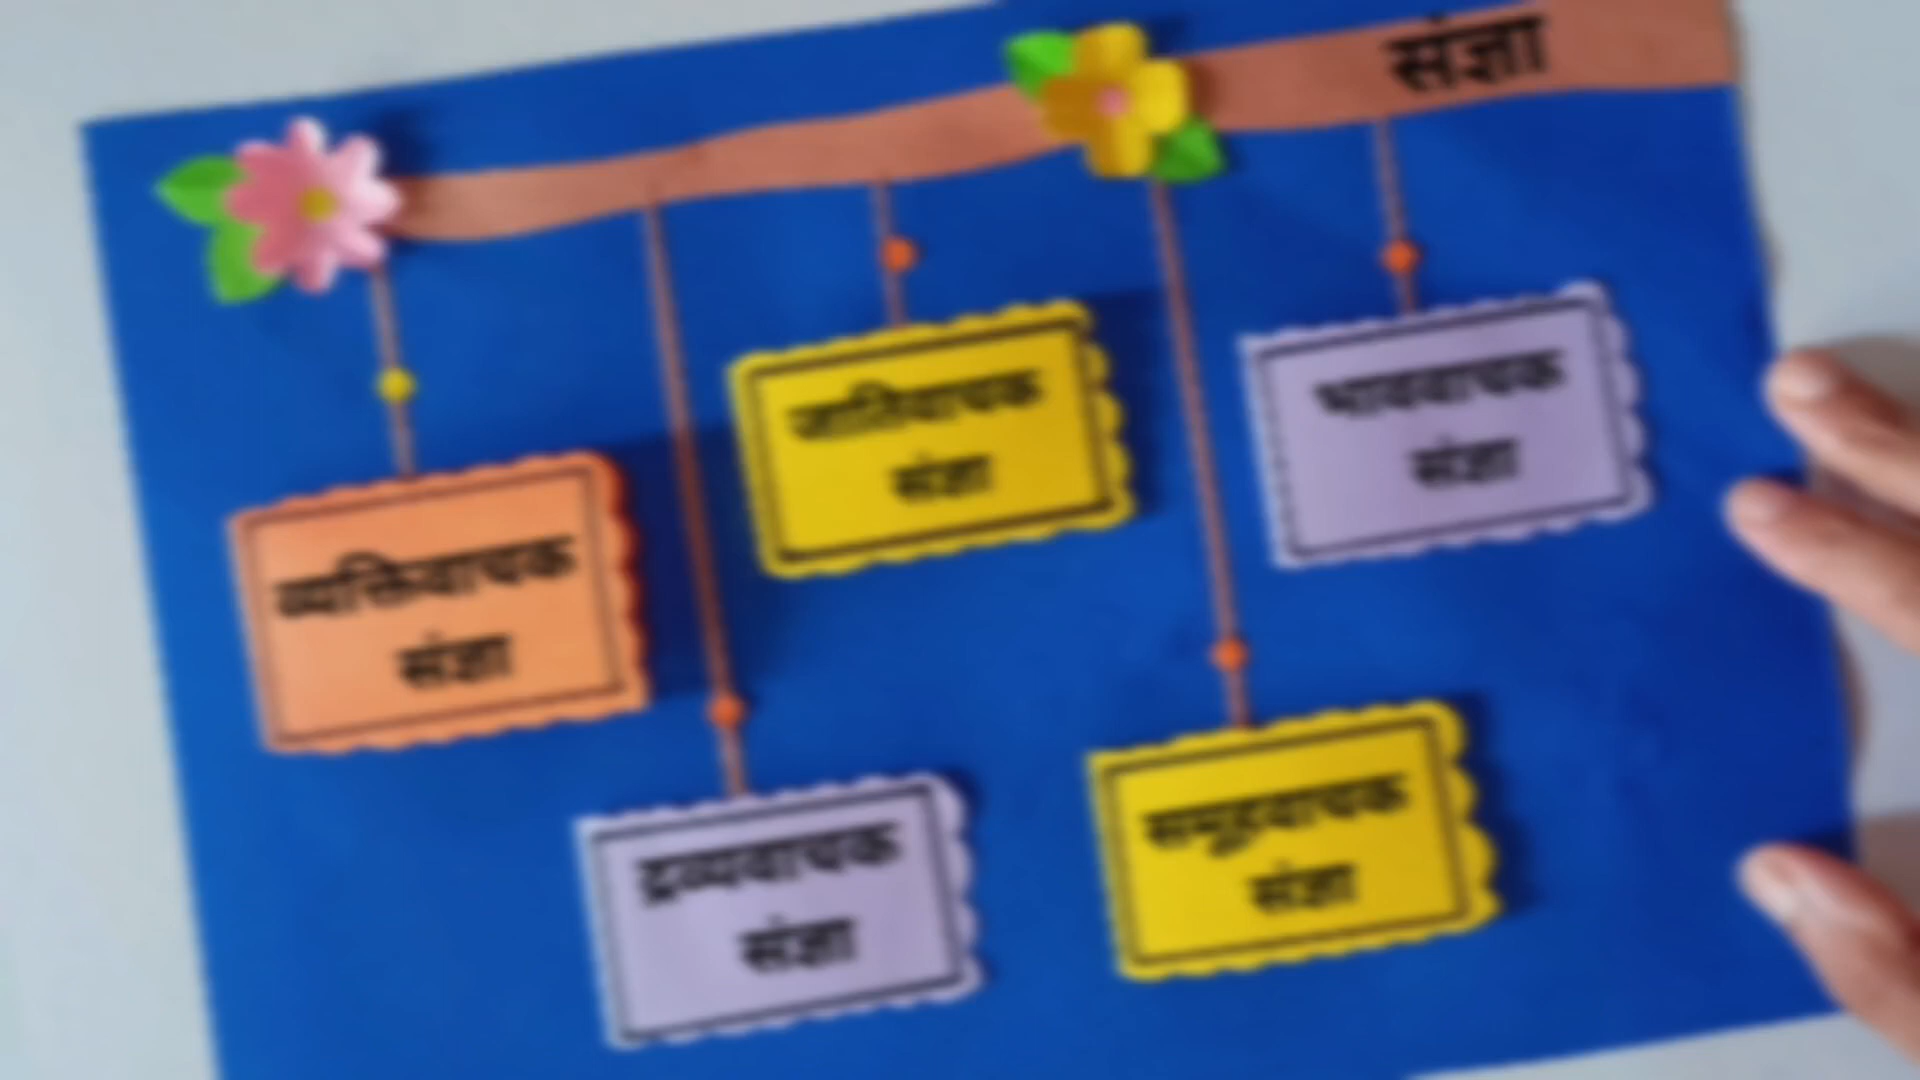 संज्ञा
व्यक्तिवाचक
संज्ञा
जातिवाचक
संज्ञा
भाववाचक
संज्ञा
द्रव्यवाचक
संज्ञा
समूहवाचक
संज्ञा